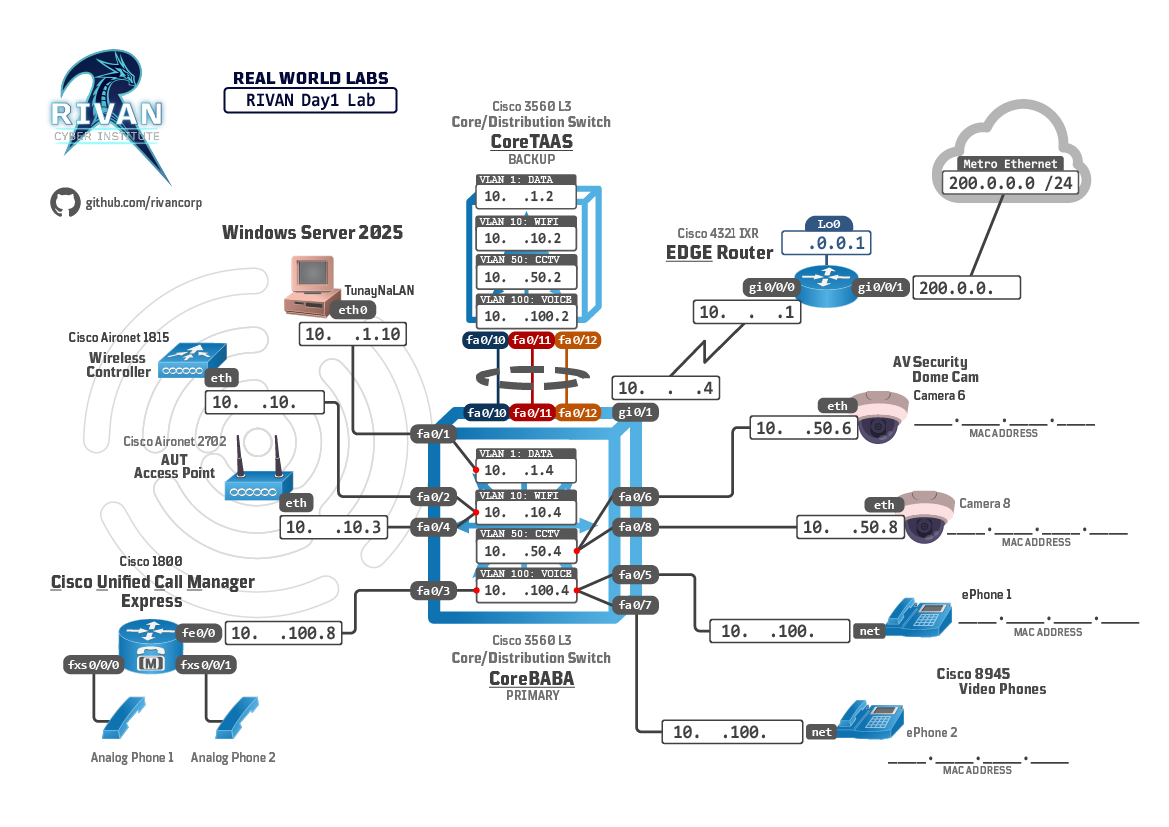 RIVAN
CYBER INSTITUTE
github.com/rivancorp
REAL WORLD LABS
RIVAN Day1 Lab
Cisco 3560 L3
Core/Distribution Switch
CoreTAAS
BACKUP
VLAN 1: DATA
10. .1.2
VLAN 10: WIFI
10. .10.2
VLAN 50: CCTV
10. .50.2
VLAN 100: VOICE
10. .100.2
fa0/10 fa0/11 fa0/12
fa0/10 fa0/11 fa0/12 gi0/1
Metro Ethernet
200.0.0.0 /24
Cisco 4321 IXR
EDGE Router
Lo0
.0.0.1
gi0/0/0
gi0/0/1
200.0.0.
10. . .1
10. . .4
Windows Server 2025
TunayNaLAN
eth0
10. .1.10
Cisco Aironet 1815
Wireless
Controller
eth
10. .10.
Cisco Aironet 2702
AUT
Access Point
eth
10. .10.3
Cisco 1800
Cisco Unified Call Manager
Express
fe0/0
10. .100.8
fxs0/0/0
fxs0/0/1
Analog Phone 1
Analog Phone 2
fa0/1
fa0/2
fa0/4
fa0/3
VLAN 1: DATA
10. .1.4
VLAN 10: WIFI
10. .10.4
VLAN 50: CCTV
10. .50.4
VLAN 100: VOICE
10. .100.4
fa0/6
fa0/8
fa0/5
fa0/7
Cisco 3560 L3
Core/Distribution Switch
CoreBABA
PRIMARY
AV Security
Dome Cam
Camera 6
eth
10. .50.6
____.____.____.____
MAC ADDRESS
Camera 8
eth
10. .50.8
____.____.____.____
MAC ADDRESS
ePhone 1
10. .100.
net
____.____.____.____
MAC ADDRESS
Cisco 8945
Video Phones
10. .100.
net
ePhone 2
____.____.____.____
MAC ADDRESS
M